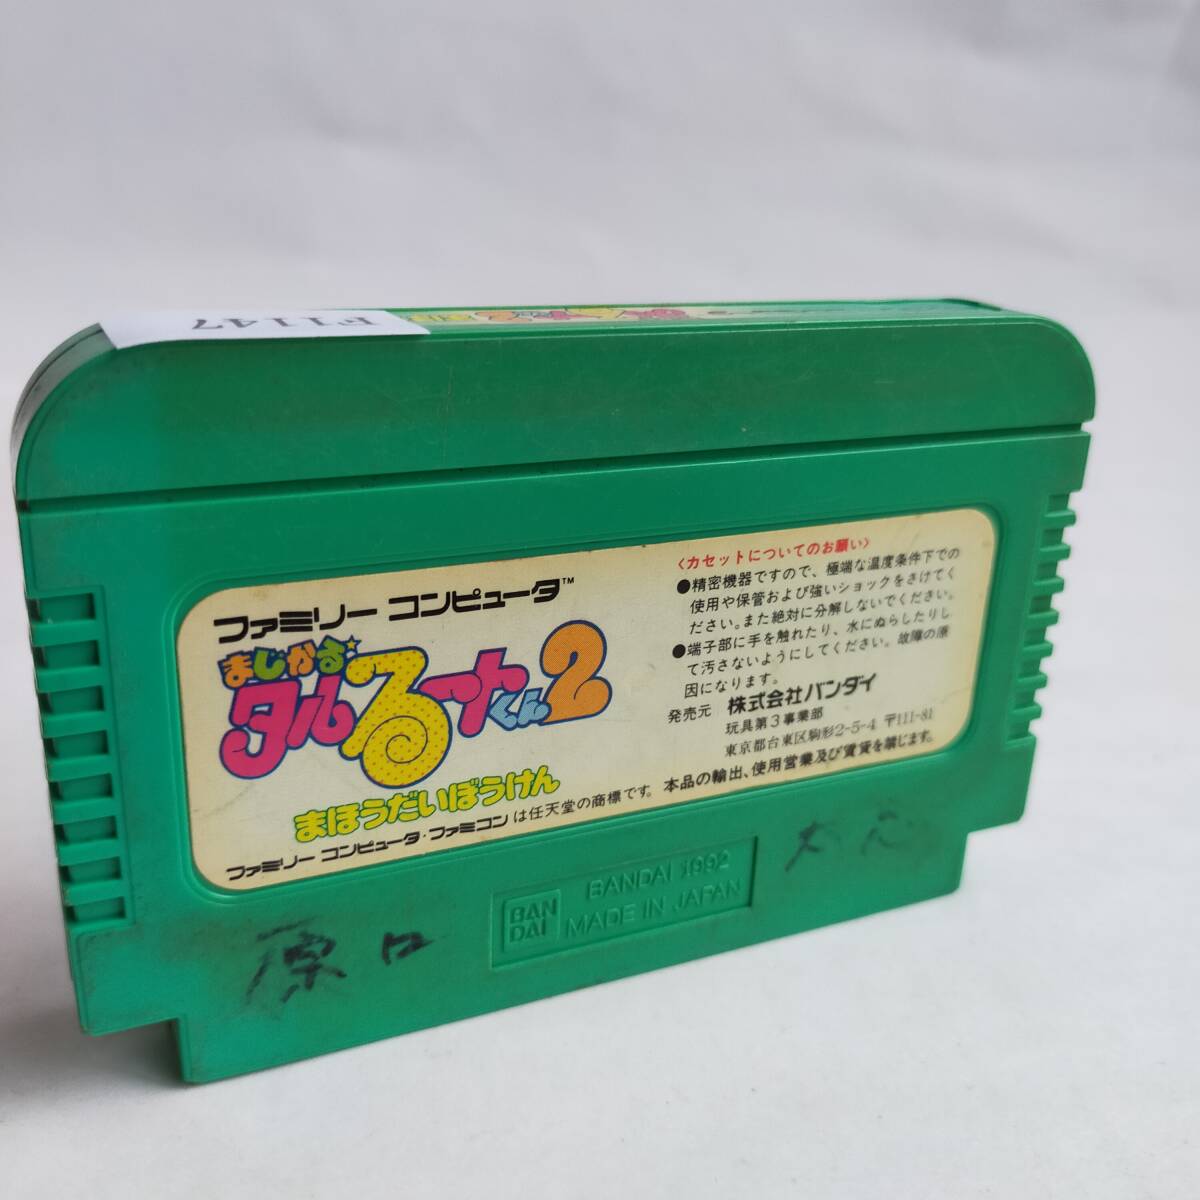 F1147
ファミリー コンピュータ™
まじかる
タルるートくん2
まほうだいぼうけん
ファミリー コンピュータ・ファミコン は任天堂の商標です。
〈カセットについてのお願い〉
●精密機器ですので、極端な温度条件下での
使用や保管および強いショックをさけてく
ださい。また絶対に分解しないでください。
●端子部に手を触れたり、水にぬらしたりし
て汚さないようにしてください。故障の原
因になります。
発売元 株式会社バンダイ
玩具第3事業部
東京都台東区駒形2-5-4 〒111-81
本品の輸出、使用営業及び賃貸を禁じます。
BAN
DAI
BANDAI 1992
MADE IN JAPAN
原口